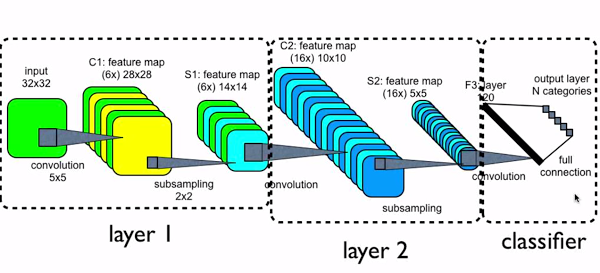 input
32x32
C1: feature map
(6x) 28x28
S1: feature map
(6x) 14x14
convolution
5x5
subsampling
2x2
convolution
layer 1
C2: feature map
(16x) 10x10
S2: feature map
(16x) 5x5
subsampling
convolution
layer 2
F3: layer
120
output layer
N categories
full
connection
classifier